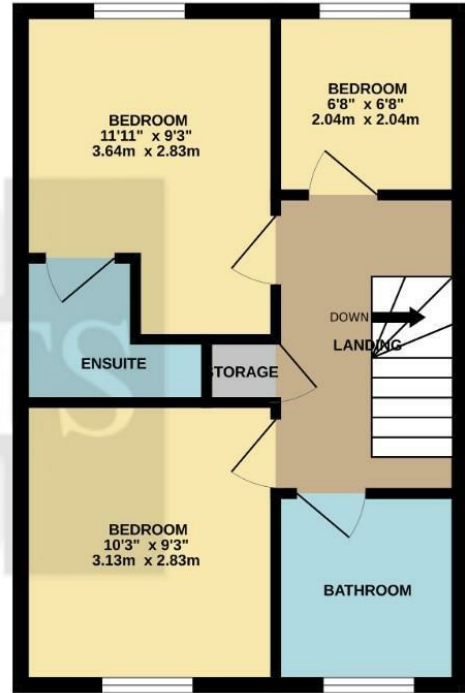 BEDROOM
11'11" x 9'3"
3.64m x 2.83m
BEDROOM
6'8" x 6'8"
2.04m x 2.04m
DOWN
LANDING
ENSUITE
STORAGE
BEDROOM
10'3" x 9'3"
3.13m x 2.83m
BATHROOM